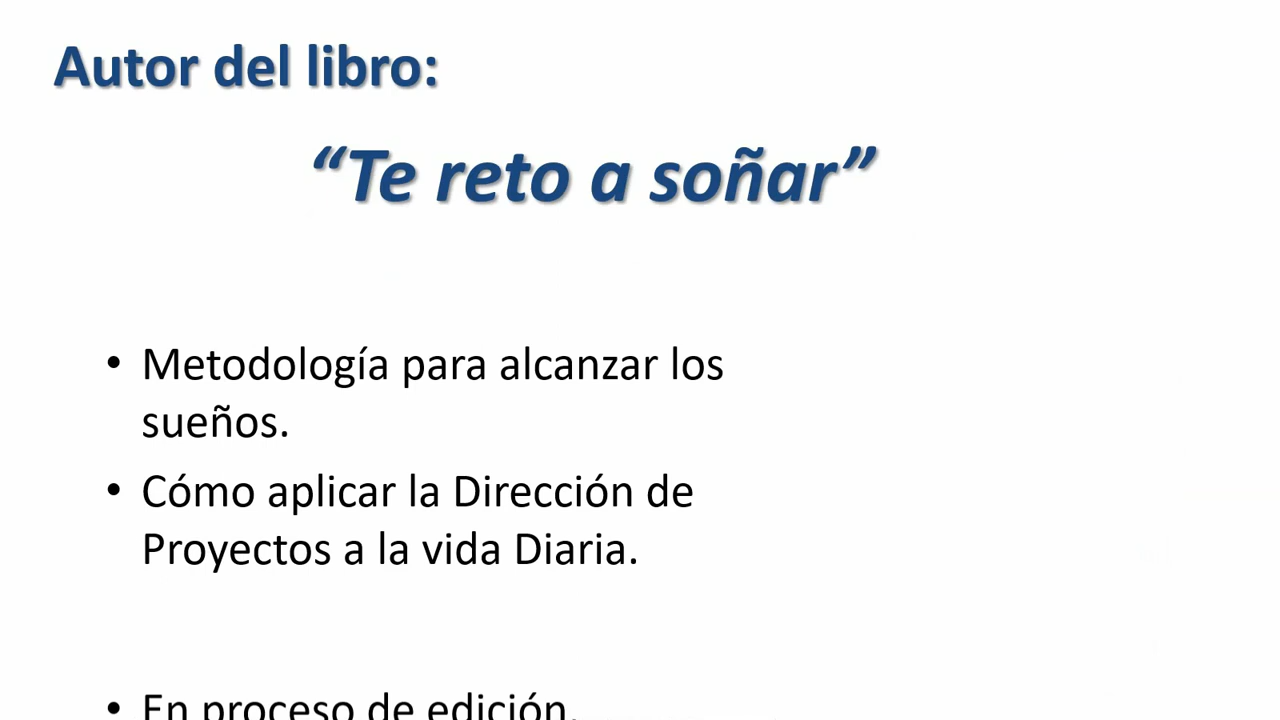 Autor del libro:
“Te reto a soñar”
• Metodología para alcanzar los
sueños.
• Cómo aplicar la Dirección de
Proyectos a la vida Diaria.
• En proceso de edición.